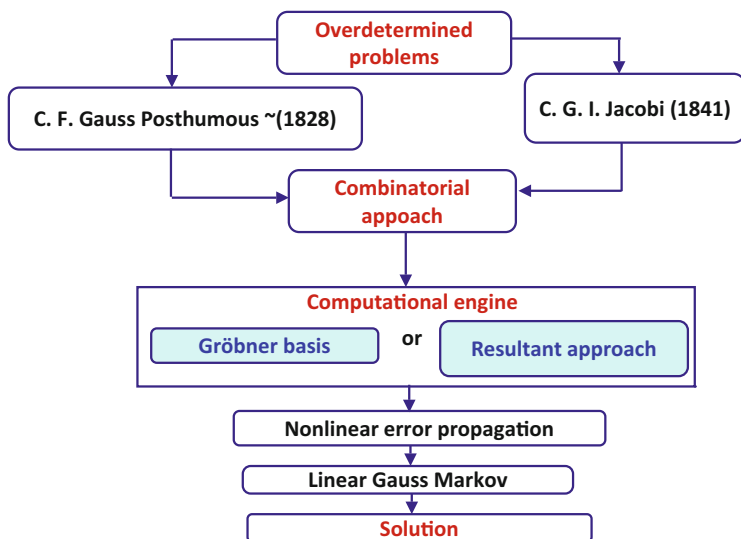 Overdetermined
problems
C. F. Gauss Posthumous ~(1828)
C. G. I. Jacobi (1841)
Combinatorial
appoach
Computational engine
Gröbner basis
or
Resultant approach
Nonlinear error propagation
Linear Gauss Markov
Solution